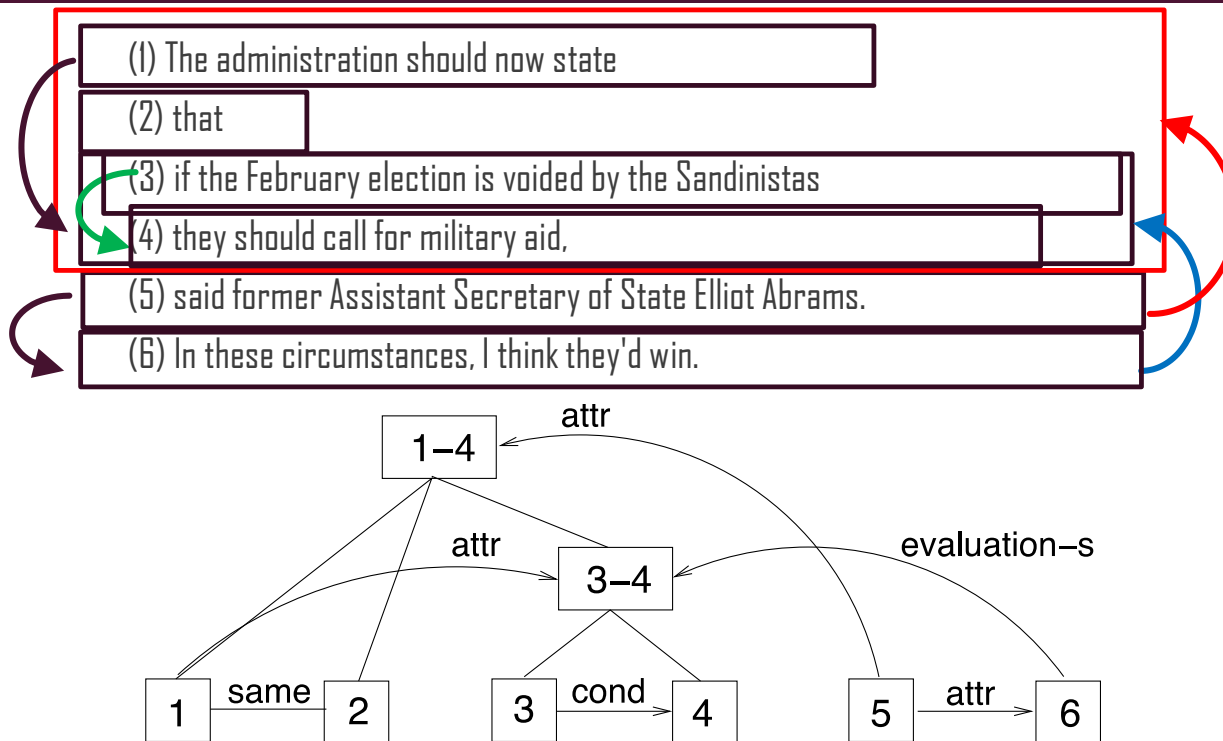 (1) The administration should now state
(2) that
(3) if the February election is voided by the Sandinistas
(4) they should call for military aid,
(5) said former Assistant Secretary of State Elliot Abrams.
(6) In these circumstances, I think they'd win.
attr
1–4
attr
evaluation–s
3–4
1 same 2 3 cond 4 5 attr 6